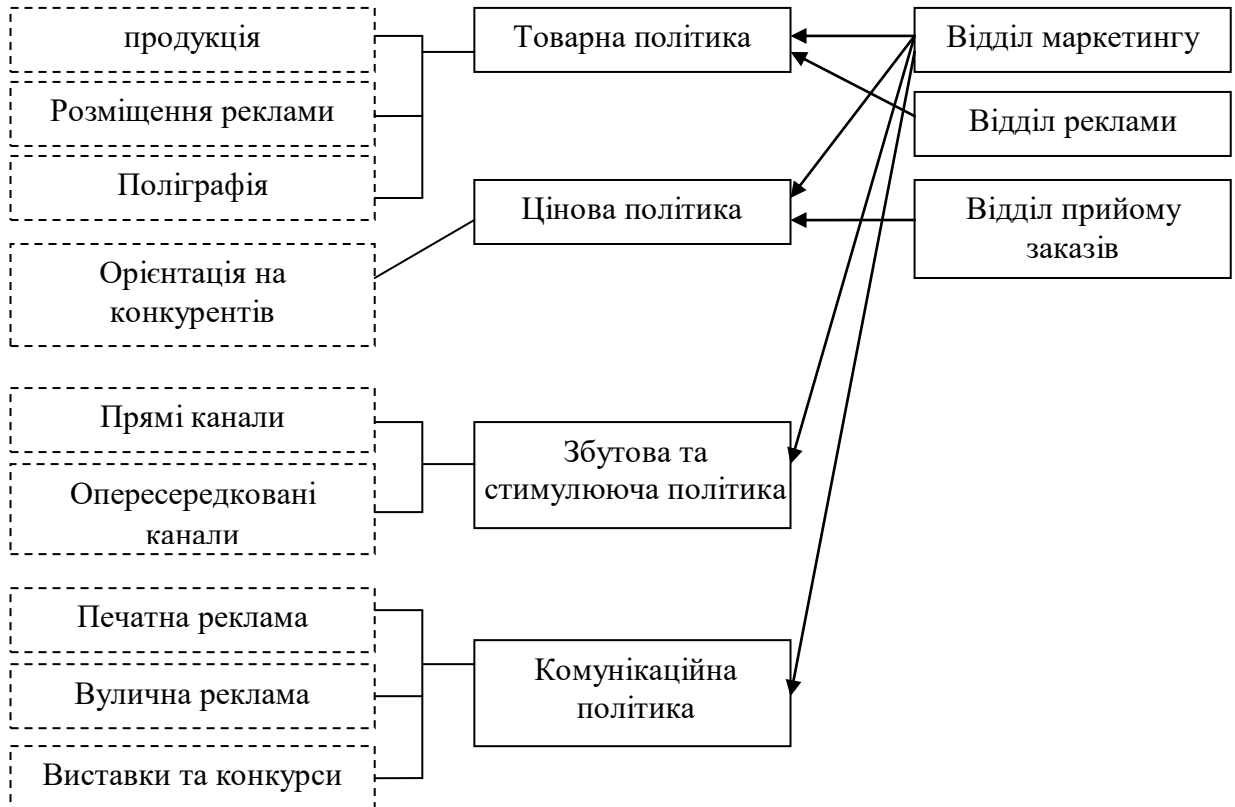 продукція
Розміщення реклами
Поліграфія
Орієнтація на
конкурентів
Прямі канали
Опересередковані
канали
Печатна реклама
Вулична реклама
Виставки та конкурси
Товарна політика
Цінова політика
Збутова та
стимулююча політика
Комунікаційна
політика
Відділ маркетингу
Відділ реклами
Відділ прийому
заказів